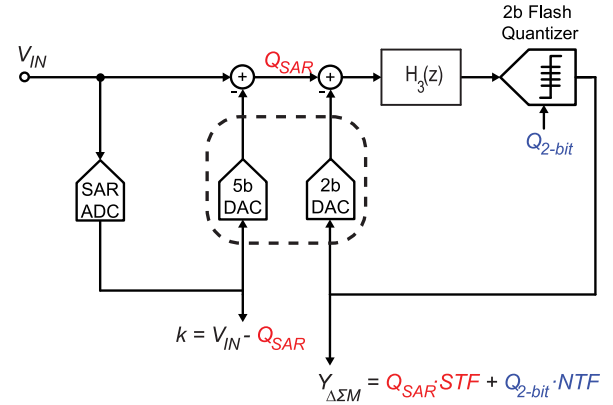 2b Flash
Quantizer
V_IN
Q_SAR
+
+
-
-
H_3(z)
Q_2-bit
SAR
ADC
5b
DAC
2b
DAC
k = V_IN - Q_SAR
Y_ΔΣM = Q_SAR·STF + Q_2-bit·NTF